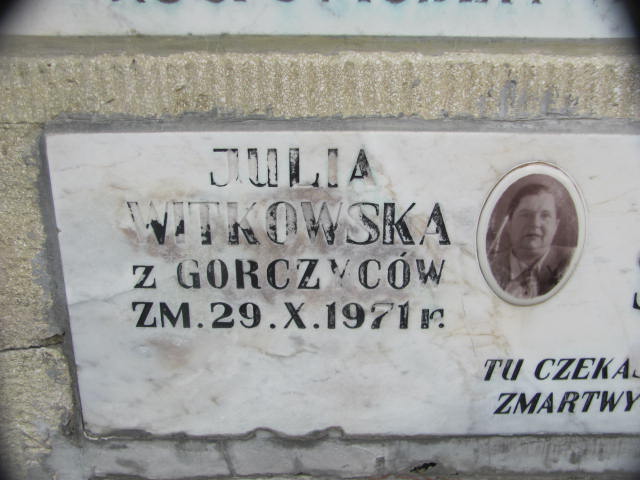 JULIA
WITKOWSKA
z GORCZYCÓW
ZM. 29. X. 1971 r.
TU CZEKA
ZMARTWY